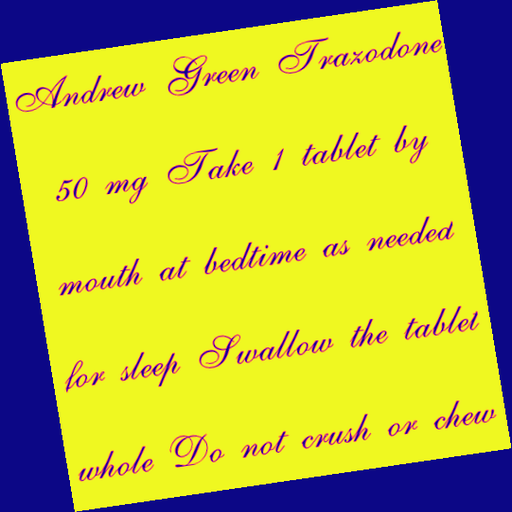 Andrew Green Trazodone
50 mg Take 1 tablet by
mouth at bedtime as needed
for sleep Swallow the tablet
whole Do not crush or chew